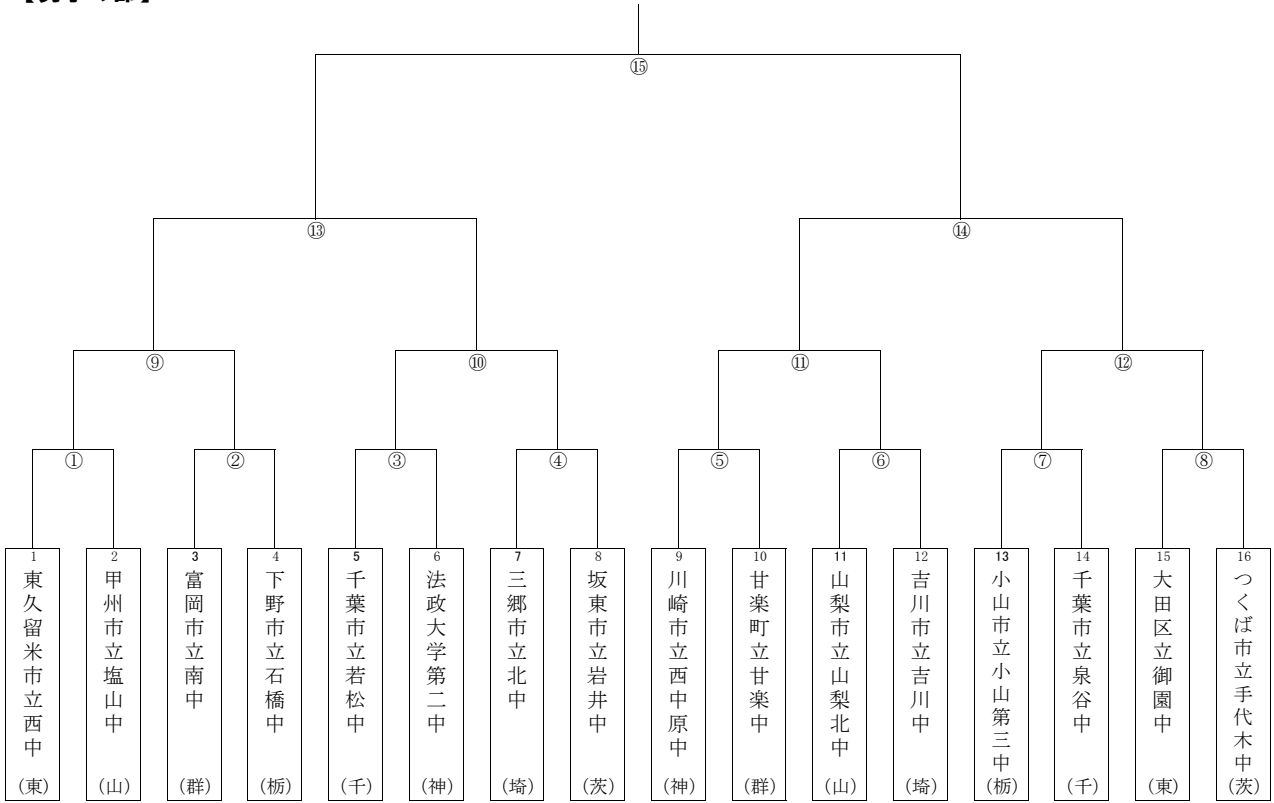 ⑮
⑬
⑭
⑨
⑩
⑪
⑫
①
②
③
④
⑤
⑥
⑦
⑧
1
東久留米市立西中
(東)
2
甲州市立塩山中
(山)
3
富岡市立南中
(群)
4
下野市立石橋中
(栃)
5
千葉市立若松中
(千)
6
法政大学第二中
(神)
7
三郷市立北中
(埼)
8
坂東市立岩井中
(茨)
9
川崎市立西中原中
(神)
10
甘楽町立甘楽中
(群)
11
山梨市立山梨北中
(山)
12
吉川市立吉川中
(埼)
13
小山市立小山第三中
(栃)
14
千葉市立泉谷中
(千)
15
大田区立御園中
(東)
16
つくば市立手代木中
(茨)